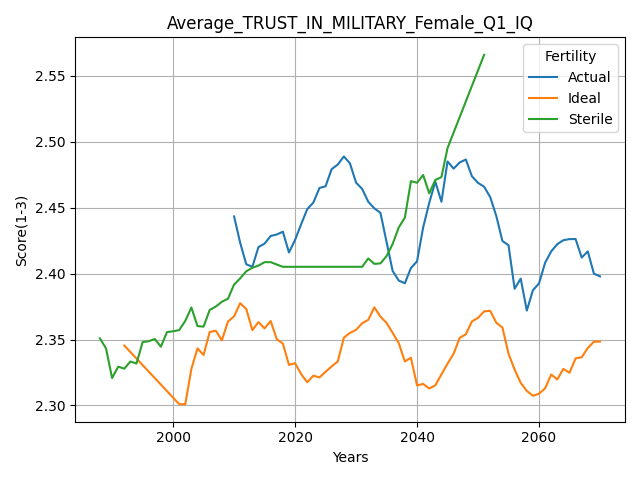 Average_TRUST_IN_MILITARY_Female_Q1_IQ
Fertility
Actual
Ideal
Sterile
Score(1-3)
2.55
2.50
2.45
2.40
2.35
2.30
2000
2020
2040
2060
Years